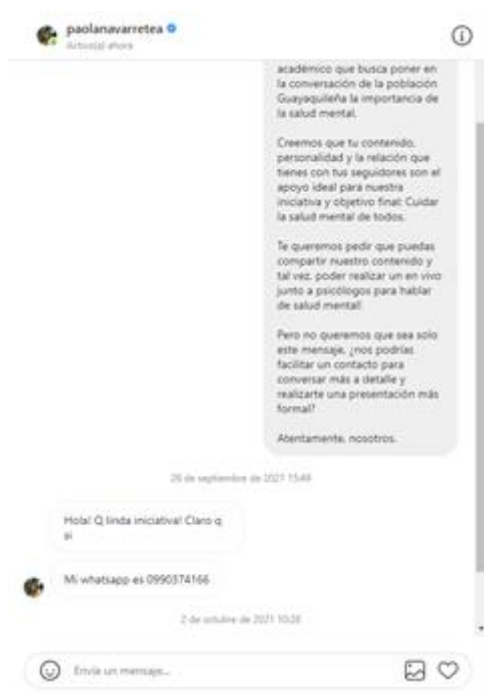 paolanavarretea
Activo(a) ahora
académico que busca poner en
la conversación de la población
Guayaquileña la importancia de
la salud mental.
Creemos que tu contenido,
personalidad y la relación que
tienes con tus seguidores son el
apoyo ideal para nuestra
iniciativa y objetivo final: Cuidar
la salud mental de todos.
Te queremos pedir que puedas
compartir nuestro contenido y
tal vez, poder realizar un en vivo
junto a psicólogos para hablar
de salud mental!
Pero no queremos que sea solo
este mensaje, ¿nos podrías
facilitar un contacto para
conversar más a detalle y
realizarte una presentación más
formal?
Atentamente, nosotros.
26 de septiembre de 2021 15:49
Hola! Q linda iniciativa! Claro q
si
Mi whatsapp es 0990374166
2 de octubre de 2021 10:28
Envía un mensaje...